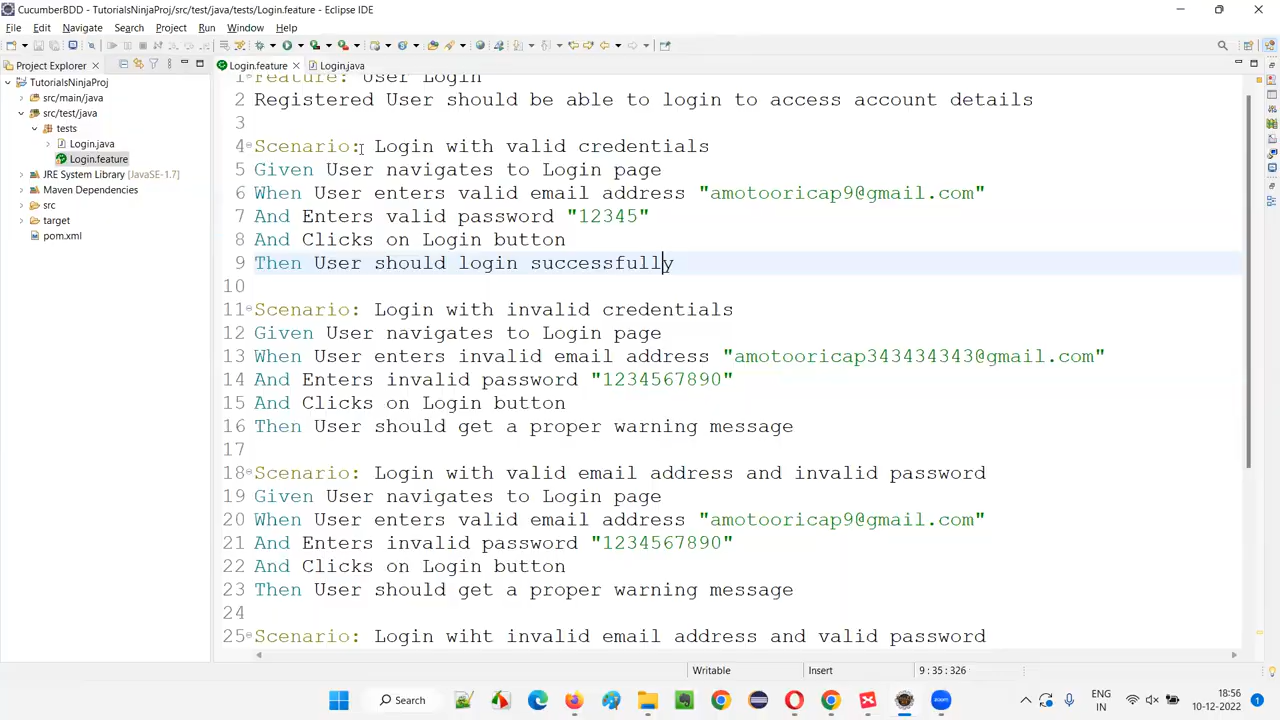 CucumberBDD - TutorialsNinjaProj/src/test/java/tests/Login.feature - Eclipse IDE
File Edit Navigate Search Project Run Window Help
Project Explorer
Login.feature
Login.java
TutorialsNinjaProj
src/main/java
src/test/java
tests
Login.java
Login.feature
JRE System Library [JavaSE-1.7]
Maven Dependencies
src
target
pom.xml
1 Feature: User Login
2 Registered User should be able to login to access account details
3
4 Scenario: Login with valid credentials
5 Given User navigates to Login page
6 When User enters valid email address "amotooricap9@gmail.com"
7 And Enters valid password "12345"
8 And Clicks on Login button
9 Then User should login successfully
10
11 Scenario: Login with invalid credentials
12 Given User navigates to Login page
13 When User enters invalid email address "amotooricap343434343@gmail.com"
14 And Enters invalid password "1234567890"
15 And Clicks on Login button
16 Then User should get a proper warning message
17
18 Scenario: Login with valid email address and invalid password
19 Given User navigates to Login page
20 When User enters valid email address "amotooricap9@gmail.com"
21 And Enters invalid password "1234567890"
22 And Clicks on Login button
23 Then User should get a proper warning message
24
25 Scenario: Login wiht invalid email address and valid password
Writable
Insert
9 : 35 : 326
Search
zoom
ENG
IN
18:56
10-12-2022
1